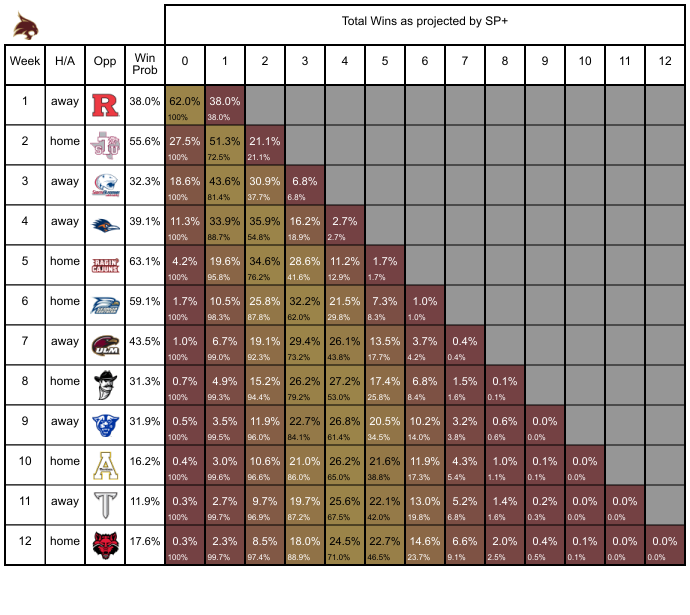 Total Wins as projected by SP+
Week H/A Opp Win Prob 0 1 2 3 4 5 6 7 8 9 10 11 12
1 away R 38.0% 62.0% 38.0%
100% 38.0%
2 home 55.6% 27.5% 51.3% 21.1%
100% 72.5% 21.1%
3 away 32.3% 18.6% 43.6% 30.9% 6.8%
100% 81.4% 37.7% 6.8%
4 away 39.1% 11.3% 33.9% 35.9% 16.2% 2.7%
100% 88.7% 54.8% 18.9% 2.7%
5 home RAGIN CAJUNS 63.1% 4.2% 19.6% 34.6% 28.6% 11.2% 1.7%
100% 95.8% 76.2% 41.6% 12.9% 1.7%
6 home 59.1% 1.7% 10.5% 25.8% 32.2% 21.5% 7.3% 1.0%
100% 98.3% 87.8% 62.0% 29.8% 8.3% 1.0%
7 away ULM 43.5% 1.0% 6.7% 19.1% 29.4% 26.1% 13.5% 3.7% 0.4%
100% 99.0% 92.3% 73.2% 43.8% 17.7% 4.2% 0.4%
8 home 31.3% 0.7% 4.9% 15.2% 26.2% 27.2% 17.4% 6.8% 1.5% 0.1%
100% 99.3% 94.4% 79.2% 53.0% 25.8% 8.4% 1.6% 0.1%
9 away 31.9% 0.5% 3.5% 11.9% 22.7% 26.8% 20.5% 10.2% 3.2% 0.6% 0.0%
100% 99.5% 96.0% 84.1% 61.4% 34.5% 14.0% 3.8% 0.6% 0.0%
10 home A 16.2% 0.4% 3.0% 10.6% 21.0% 26.2% 21.6% 11.9% 4.3% 1.0% 0.1% 0.0%
100% 99.6% 96.6% 86.0% 65.0% 38.8% 17.3% 5.4% 1.1% 0.1% 0.0%
11 away T 11.9% 0.3% 2.7% 9.7% 19.7% 25.6% 22.1% 13.0% 5.2% 1.4% 0.2% 0.0% 0.0%
100% 99.7% 96.9% 87.2% 67.5% 42.0% 19.8% 6.8% 1.6% 0.3% 0.0% 0.0%
12 home 17.6% 0.3% 2.3% 8.5% 18.0% 24.5% 22.7% 14.6% 6.6% 2.0% 0.4% 0.1% 0.0% 0.0%
100% 99.7% 97.4% 88.9% 71.0% 46.5% 23.7% 9.1% 2.5% 0.5% 0.1% 0.0% 0.0%